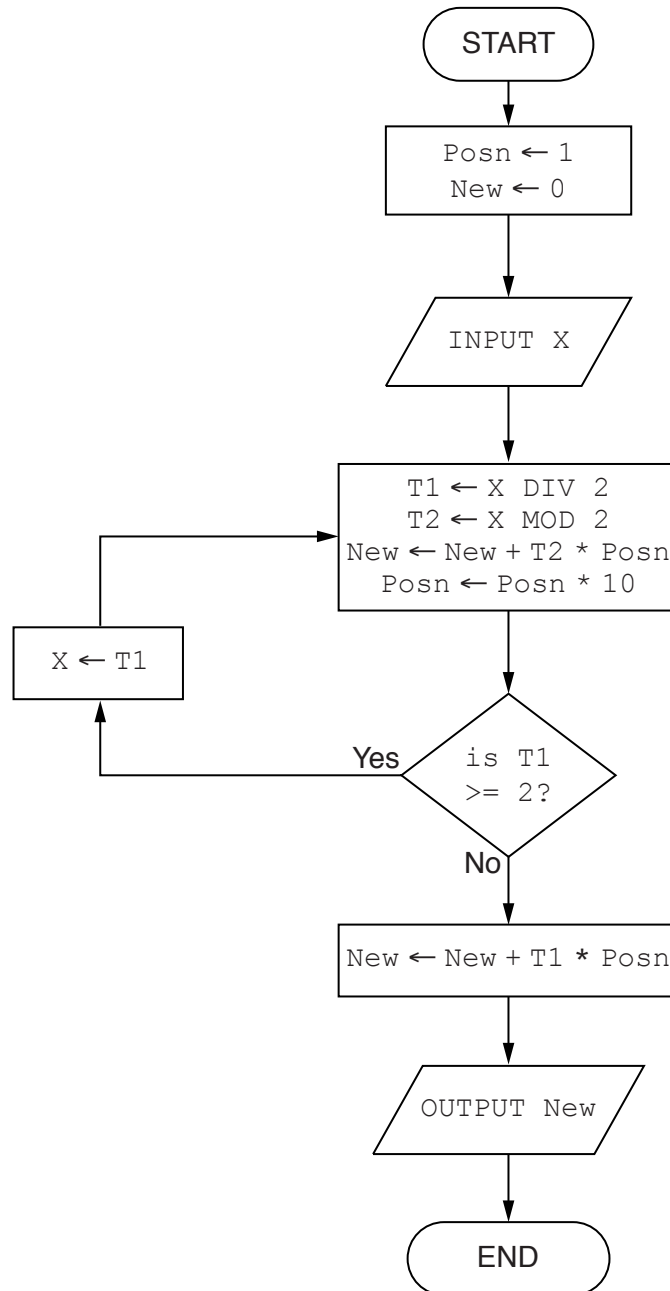 START
Posn ← 1
New ← 0
INPUT X
T1 ← X DIV 2
T2 ← X MOD 2
New ← New + T2 * Posn
Posn ← Posn * 10
X ← T1
Yes
is T1
>= 2?
No
New ← New + T1 * Posn
OUTPUT New
END